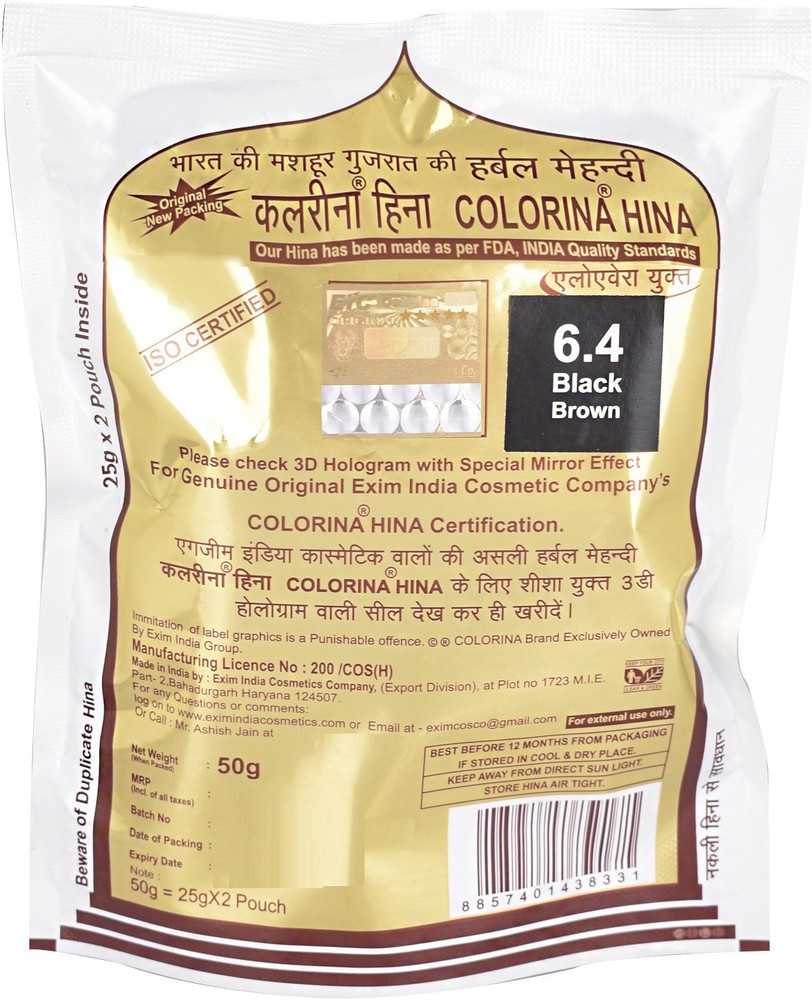 भारत की मशहूर गुजरात की हर्बल मेहन्दी
Original
New Packing
कलरीना® हिना COLORINA® HINA
Our Hina has been made as per FDA, INDIA Quality Standards
एलोएवेरा युक्त
ISO CERTIFIED
6.4
Black
Brown
25g x 2 Pouch Inside
Please check 3D Hologram with Special Mirror Effect
For Genuine Original Exim India Cosmetic Company's
COLORINA® HINA Certification.
एगजीम इंडिया कास्मेटिक वालों की असली हर्बल मेहन्दी
कलरीना® हिना COLORINA® HINA के लिए शीशा युक्त 3डी
होलोग्राम वाली सील देख कर ही खरीदें।
Immitation of label graphics is a Punishable offence. © ® COLORINA Brand Exclusively Owned
By Exim India Group.
Manufacturing Licence No : 200 /COS(H)
Made in India by : Exim India Cosmetics Company, (Export Division), at Plot no 1723 M.I.E.
Part- 2,Bahadurgarh Haryana 124507.
For any Questions or comments:
log on to www.eximindiacosmetics.com or Email at - eximcosco@gmail.com
Or Call : Mr. Ashish Jain at
KEEP YOUR CITY
CLEAN & GREEN
For external use only.
BEST BEFORE 12 MONTHS FROM PACKAGING
IF STORED IN COOL & DRY PLACE.
KEEP AWAY FROM DIRECT SUN LIGHT.
STORE HINA AIR TIGHT.
Net Weight : 50g
(When Packed)
MRP :
(Incl. of all taxes)
Batch No :
Date of Packing :
Expiry Date :
Note :
50g = 25gX2 Pouch
8857401438331
Beware of Duplicate Hina
नकली हिना से सावधान